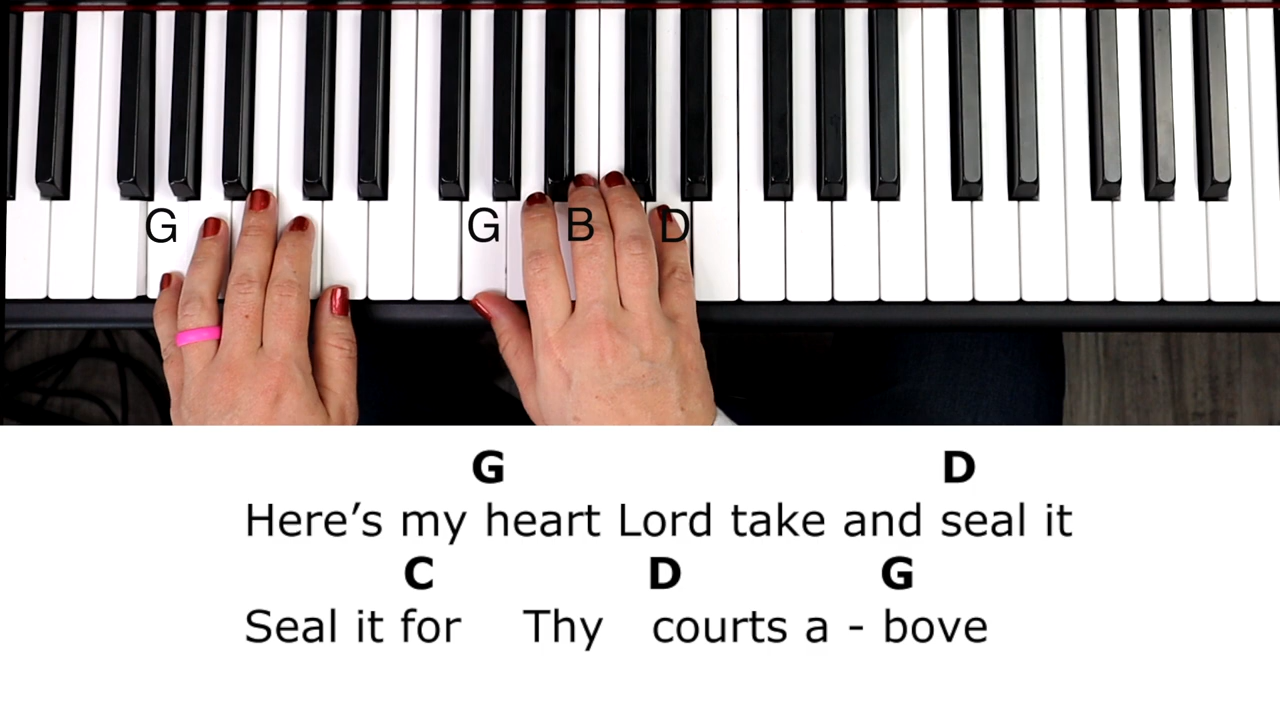 G G B D
G D
Here’s my heart Lord take and seal it
C D G
Seal it for Thy courts a - bove